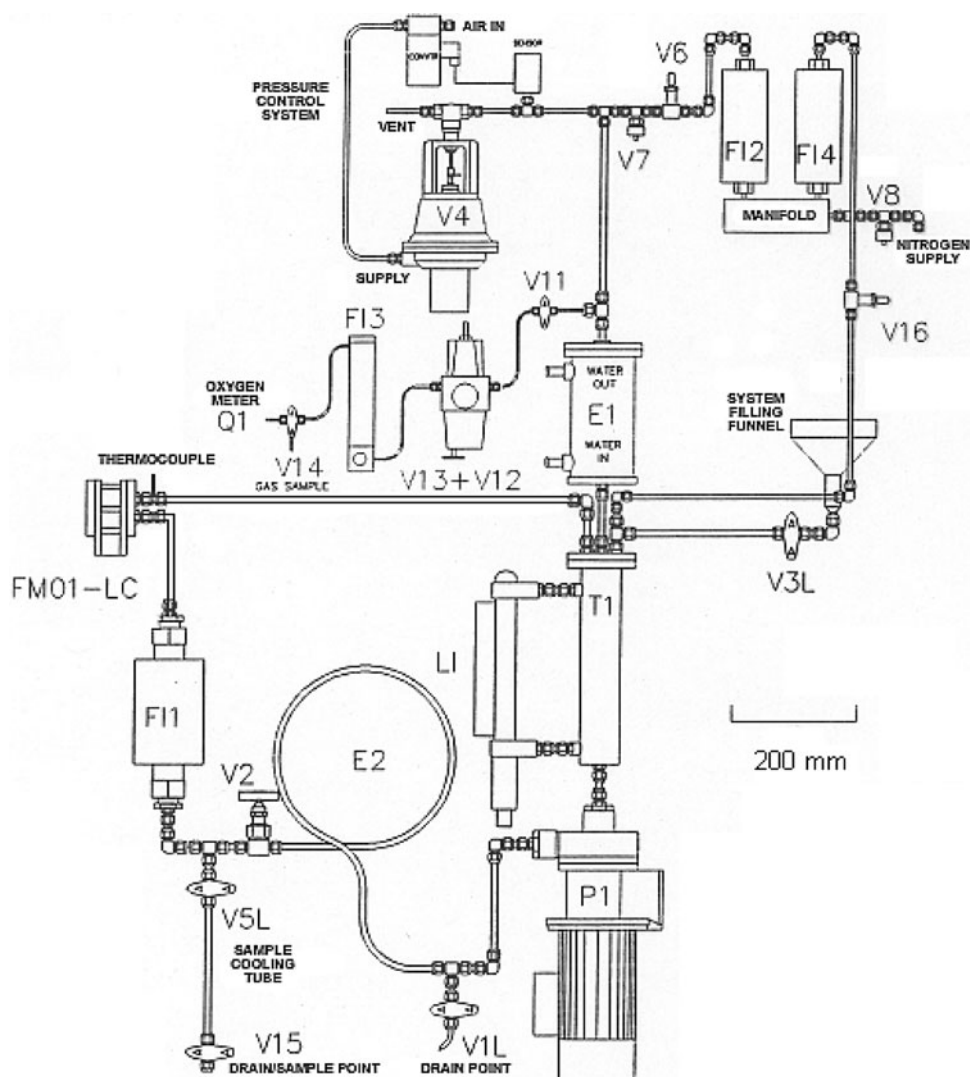 AIR IN
PRESSURE
CONTROL
SYSTEM
VENT
V6
V7
V4
SUPPLY
FI2
FI4
MANIFOLD
V8
NITROGEN
SUPPLY
V11
V16
FI3
OXYGEN
METER
Q1
V14
GAS SAMPLE
V13+V12
WATER
OUT
E1
WATER
IN
SYSTEM
FILLING
FUNNEL
THERMOCOUPLE
FM01-LC
V3L
T1
LI
FI1
V2
E2
200 mm
P1
V5L
SAMPLE
COOLING
TUBE
V15
DRAIN/SAMPLE POINT
V1L
DRAIN POINT